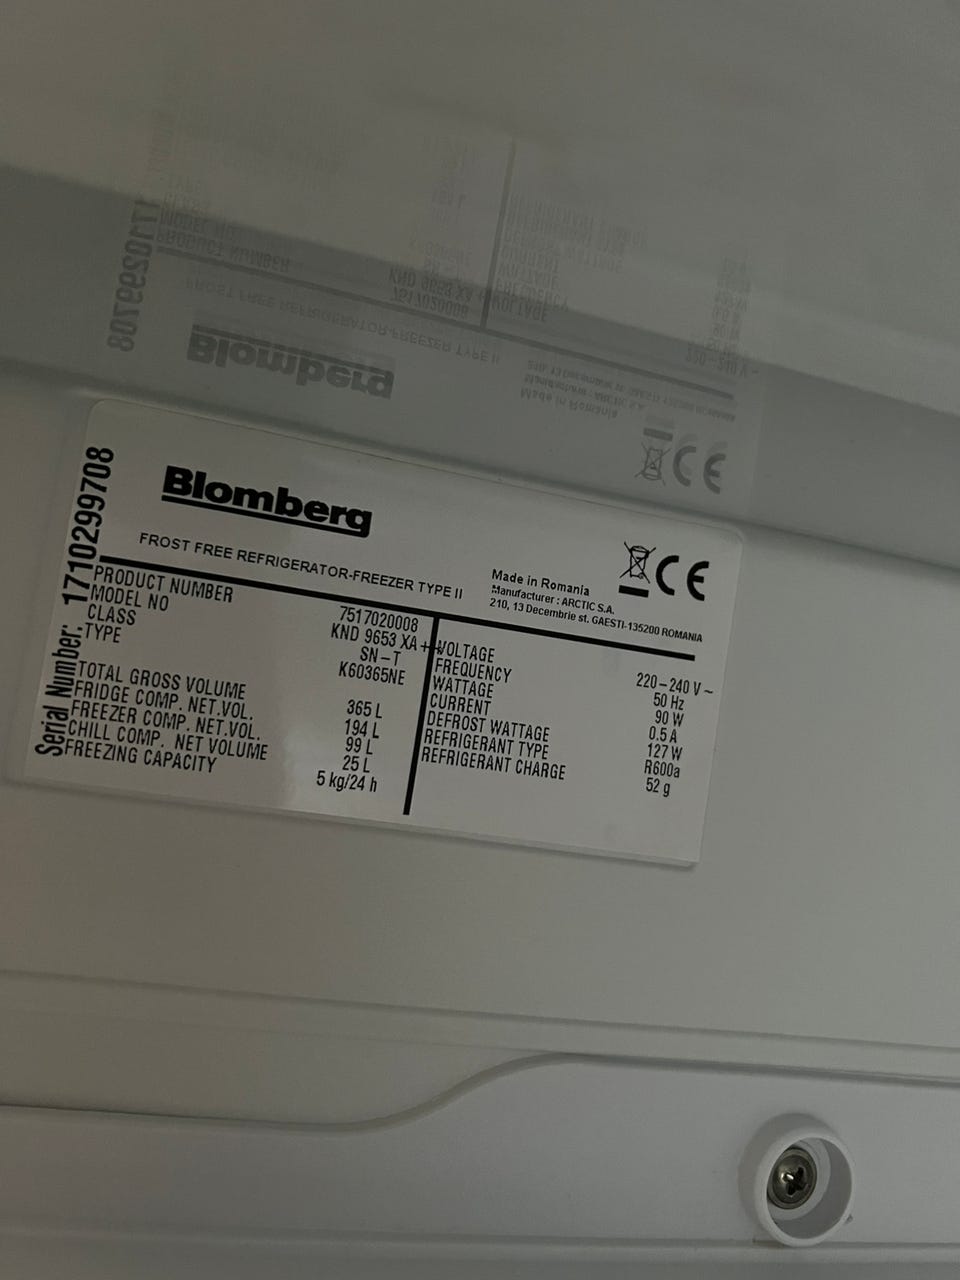 Blomberg
FROST FREE REFRIGERATOR-FREEZER TYPE II
Made in Romania
Manufacturer : ARCTIC S.A.
210, 13 Decembrie st. GAESTI-135200 ROMANIA
CE
Serial Number: 1710299708
PRODUCT NUMBER 7517020008
MODEL NO KND 9653 XA++
CLASS SN-T
TYPE K60365NE
TOTAL GROSS VOLUME 365 L
FRIDGE COMP. NET.VOL. 194 L
FREEZER COMP. NET.VOL. 99 L
CHILL COMP. NET VOLUME 25 L
FREEZING CAPACITY 5 kg/24 h
VOLTAGE 220-240 V ~
FREQUENCY 50 Hz
WATTAGE 90 W
CURRENT 0.5 A
DEFROST WATTAGE 127 W
REFRIGERANT TYPE R600a
REFRIGERANT CHARGE 52 g